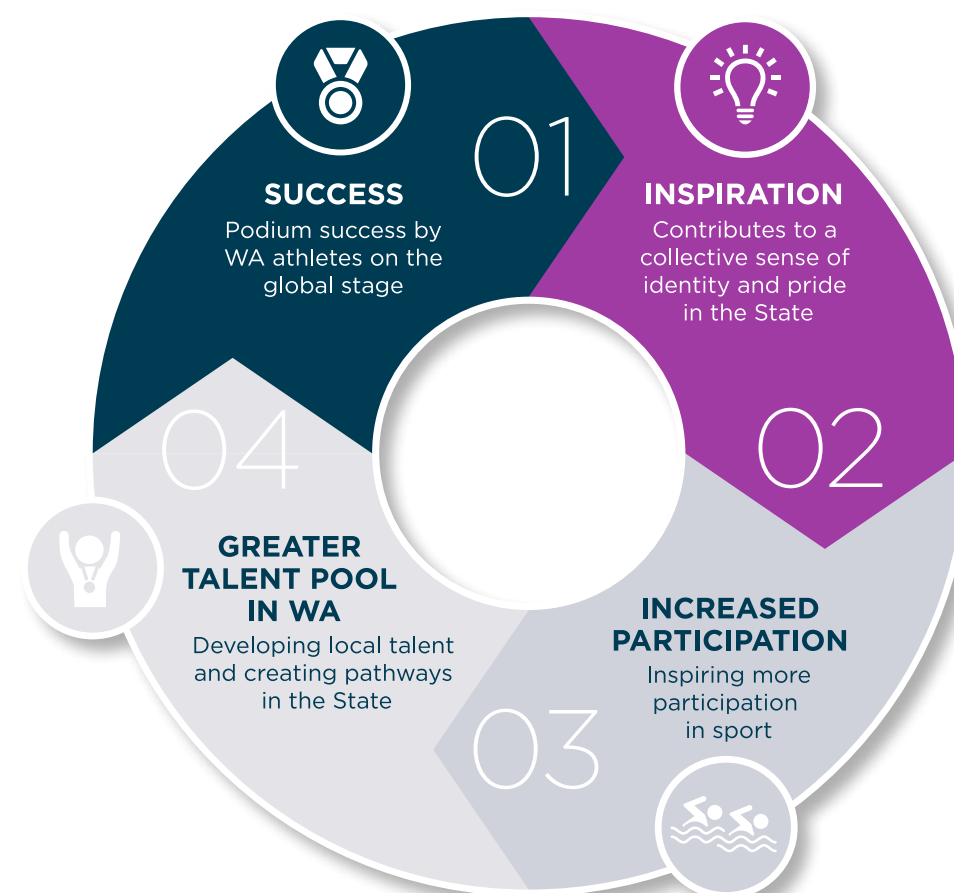 01
SUCCESS
Podium success by
WA athletes on the
global stage
INSPIRATION
Contributes to a
collective sense of
identity and pride
in the State
02
INCREASED
PARTICIPATION
Inspiring more
participation
in sport
03
04
GREATER
TALENT POOL
IN WA
Developing local talent
and creating pathways
in the State